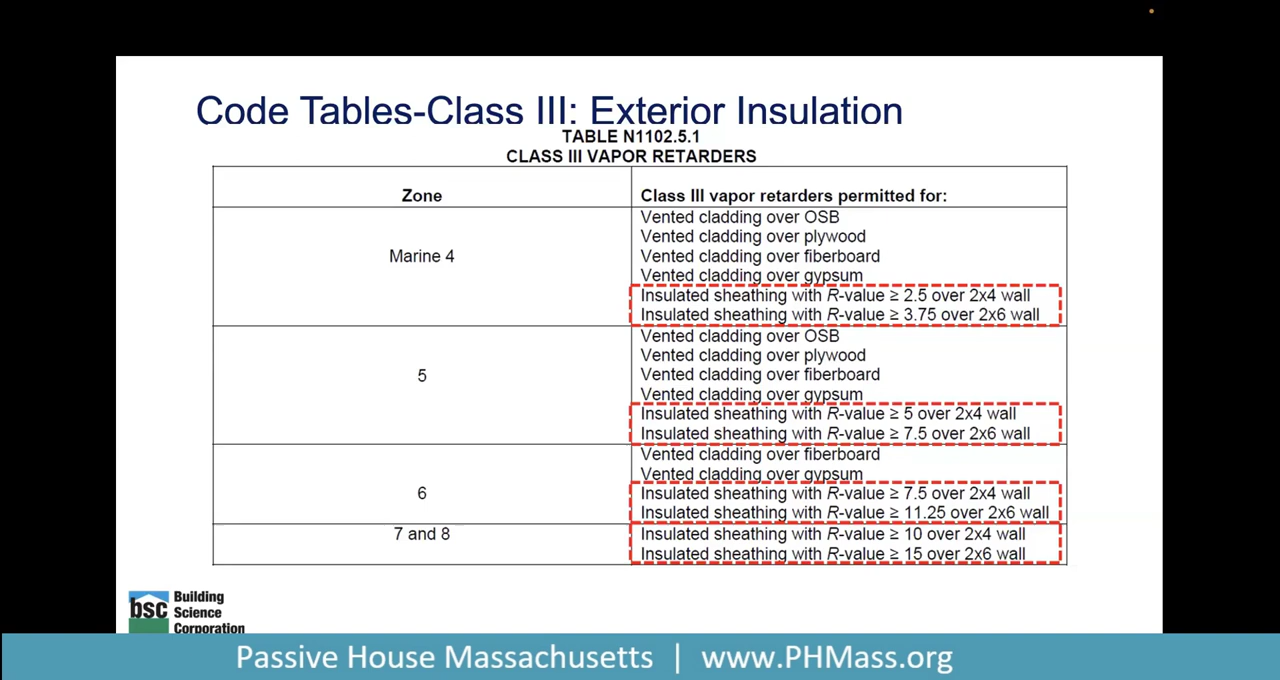 Code Tables-Class III: Exterior Insulation
TABLE N1102.5.1
CLASS III VAPOR RETARDERS
Zone
Class III vapor retarders permitted for:
Marine 4
Vented cladding over OSB
Vented cladding over plywood
Vented cladding over fiberboard
Vented cladding over gypsum
Insulated sheathing with R-value ≥ 2.5 over 2x4 wall
Insulated sheathing with R-value ≥ 3.75 over 2x6 wall
5
Vented cladding over OSB
Vented cladding over plywood
Vented cladding over fiberboard
Vented cladding over gypsum
Insulated sheathing with R-value ≥ 5 over 2x4 wall
Insulated sheathing with R-value ≥ 7.5 over 2x6 wall
6
Vented cladding over fiberboard
Vented cladding over gypsum
Insulated sheathing with R-value ≥ 7.5 over 2x4 wall
Insulated sheathing with R-value ≥ 11.25 over 2x6 wall
7 and 8
Insulated sheathing with R-value ≥ 10 over 2x4 wall
Insulated sheathing with R-value ≥ 15 over 2x6 wall
bsc
Building
Science
Corporation
Passive House Massachusetts | www.PHMass.org